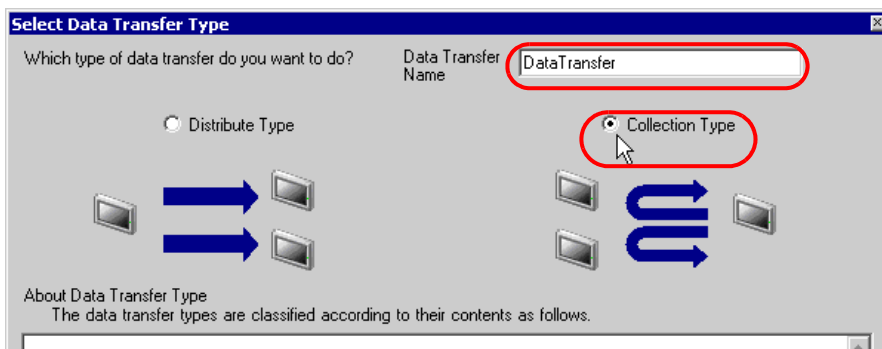 Select Data Transfer Type
Which type of data transfer do you want to do?
Data Transfer
Name
DataTransfer
Distribute Type
Collection Type
About Data Transfer Type
The data transfer types are classified according to their contents as follows.